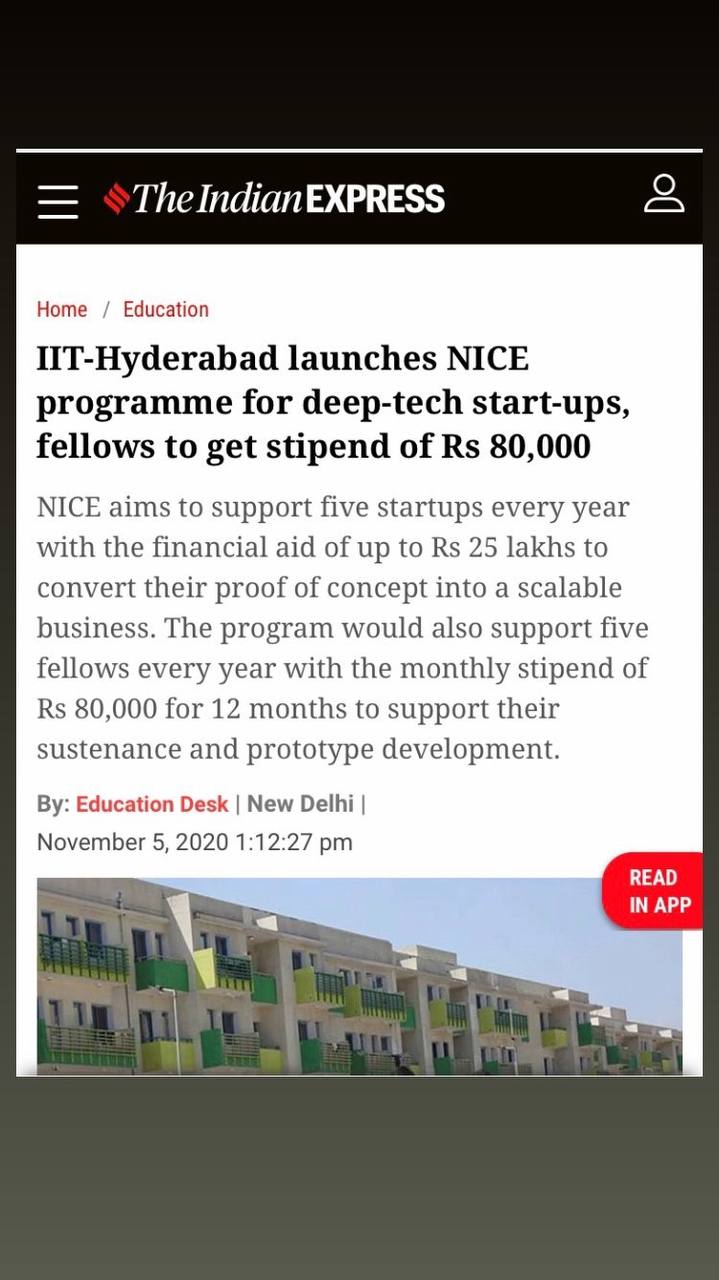 The Indian EXPRESS
Home / Education
IIT-Hyderabad launches NICE
programme for deep-tech start-ups,
fellows to get stipend of Rs 80,000
NICE aims to support five startups every year
with the financial aid of up to Rs 25 lakhs to
convert their proof of concept into a scalable
business. The program would also support five
fellows every year with the monthly stipend of
Rs 80,000 for 12 months to support their
sustenance and prototype development.
By: Education Desk | New Delhi |
November 5, 2020 1:12:27 pm
READ
IN APP